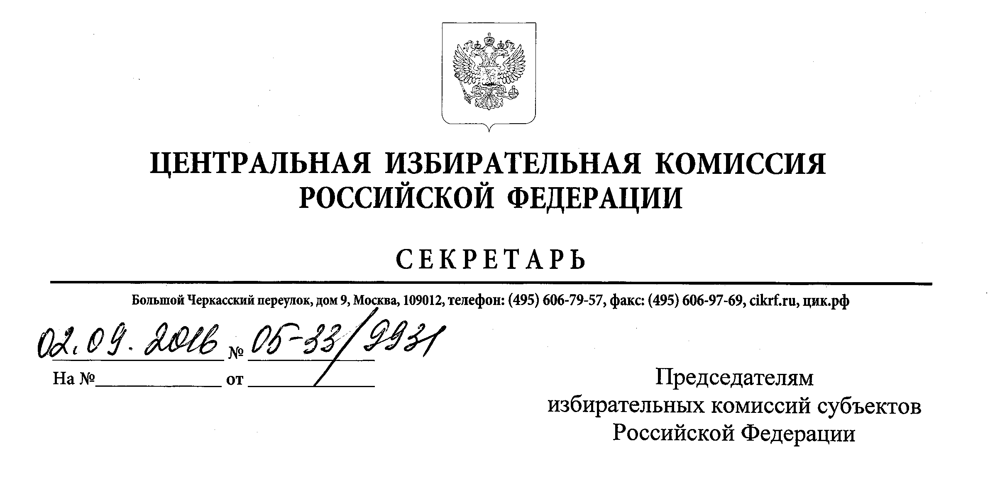 ЦЕНТРАЛЬНАЯ ИЗБИРАТЕЛЬНАЯ КОМИССИЯ
РОССИЙСКОЙ ФЕДЕРАЦИИ
СЕКРЕТАРЬ
Большой Черкасский переулок, дом 9, Москва, 109012, телефон: (495) 606-79-57, факс: (495) 606-97-69, cikrf.ru, цик.рф
02.09.2016 № 05-33/9931
На № от
Председателям
избирательных комиссий субъектов
Российской Федерации